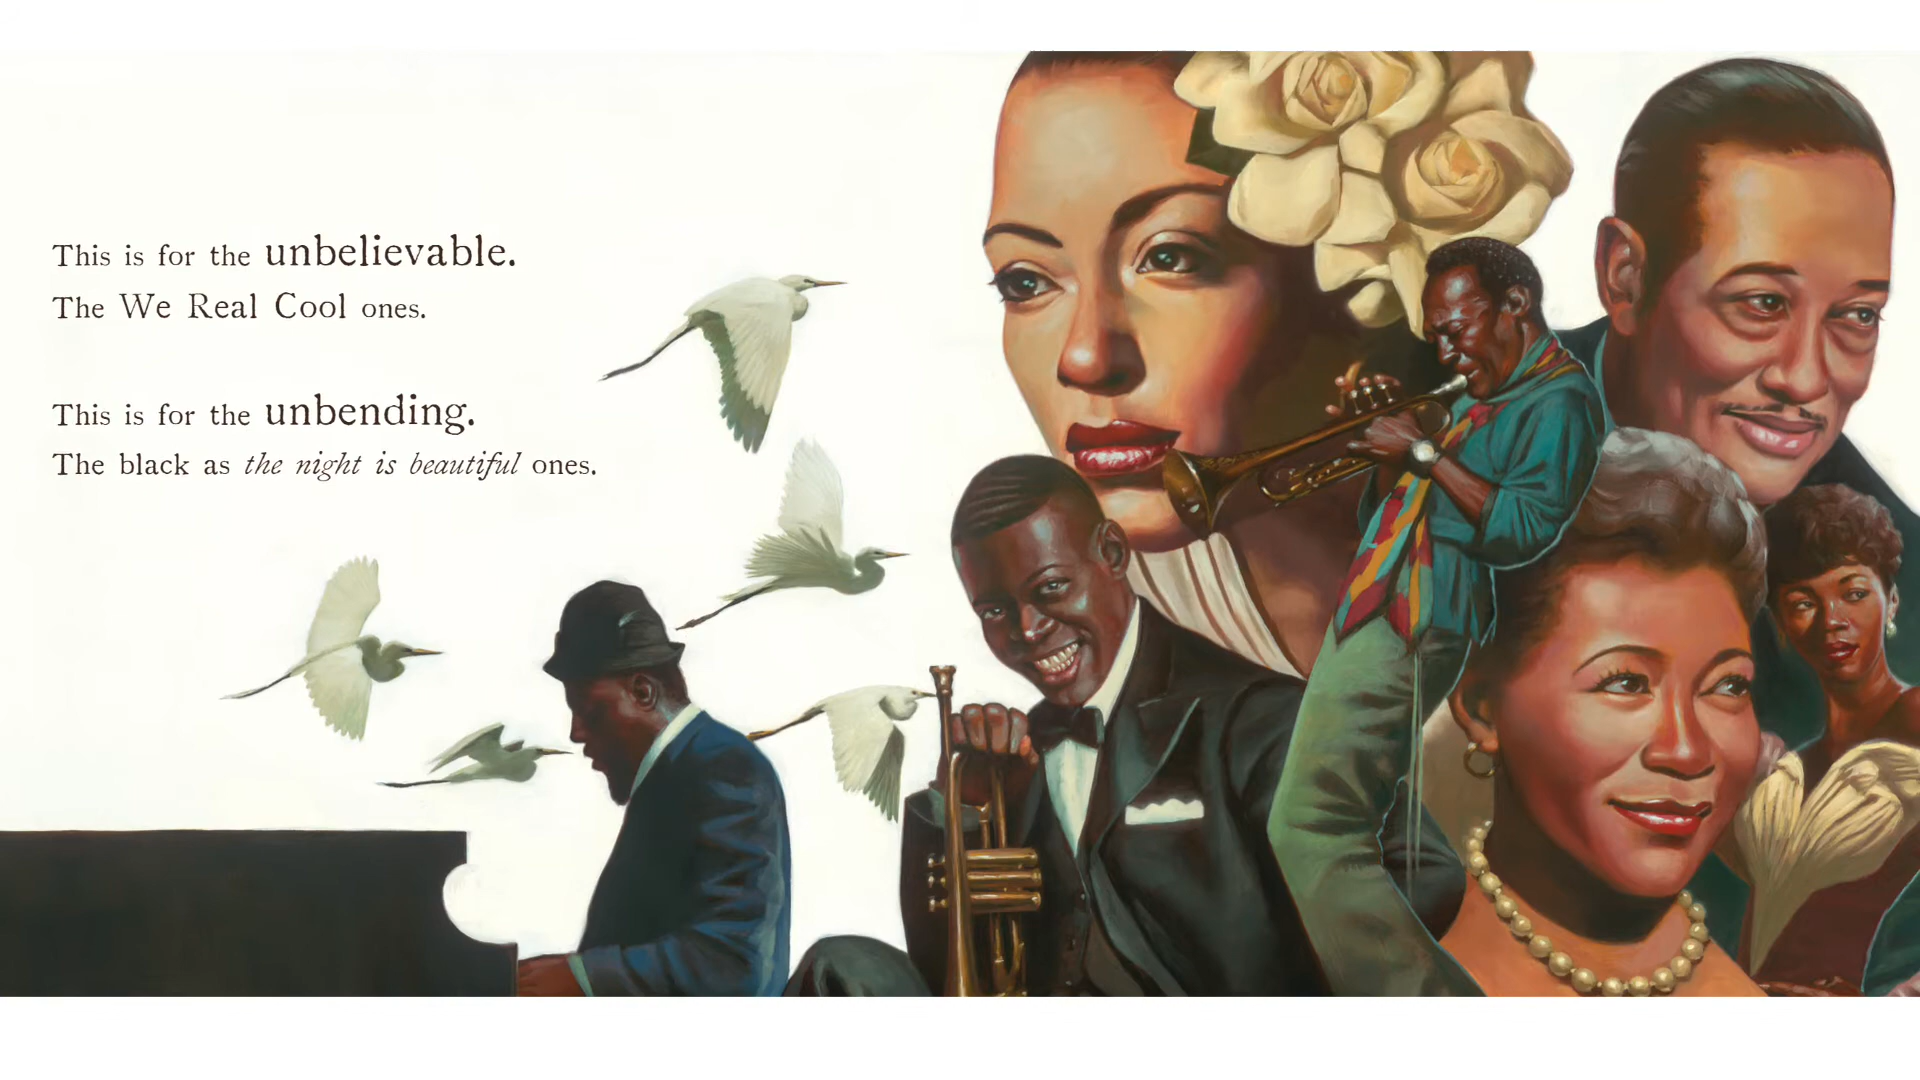 This is for the unbelievable.
The We Real Cool ones.
This is for the unbending.
The black as the night is beautiful ones.